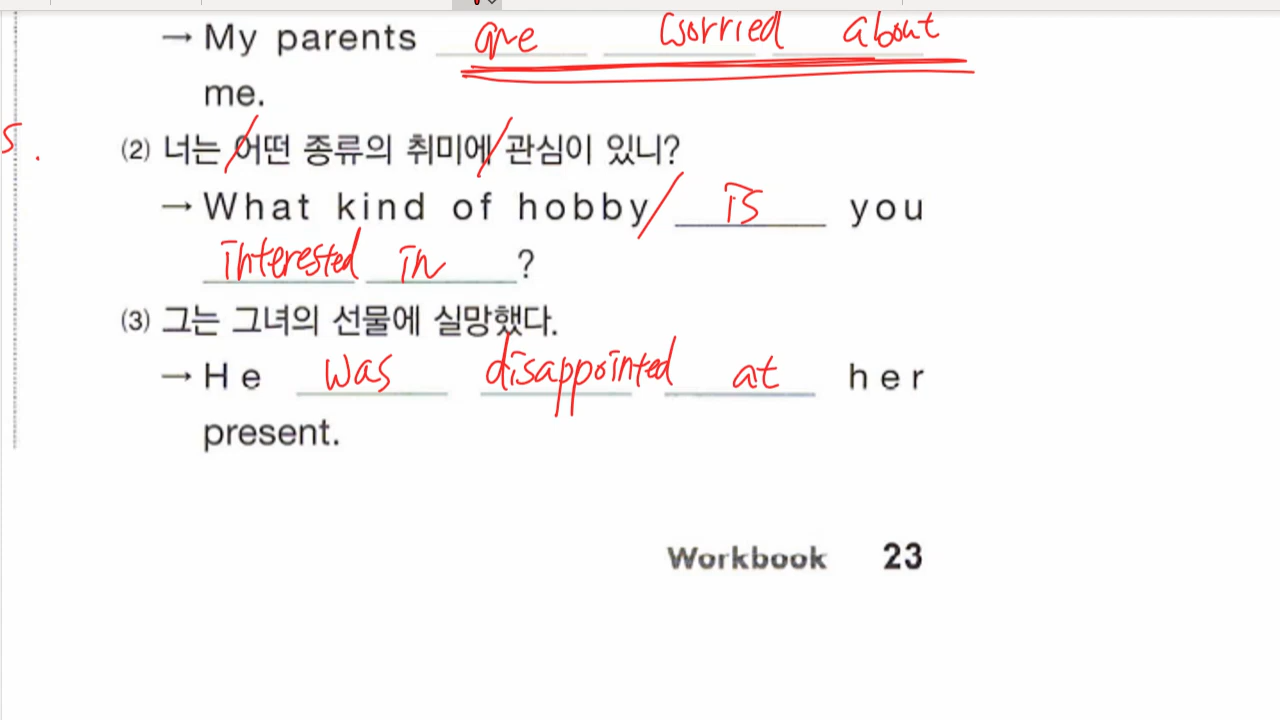 → My parents are worried about
me.
5.
(2) 너는 어떤 종류의 취미에 관심이 있니?
→ What kind of hobby is you
interested in ?
(3) 그는 그녀의 선물에 실망했다.
→ He was disappointed at her
present.
Workbook 23